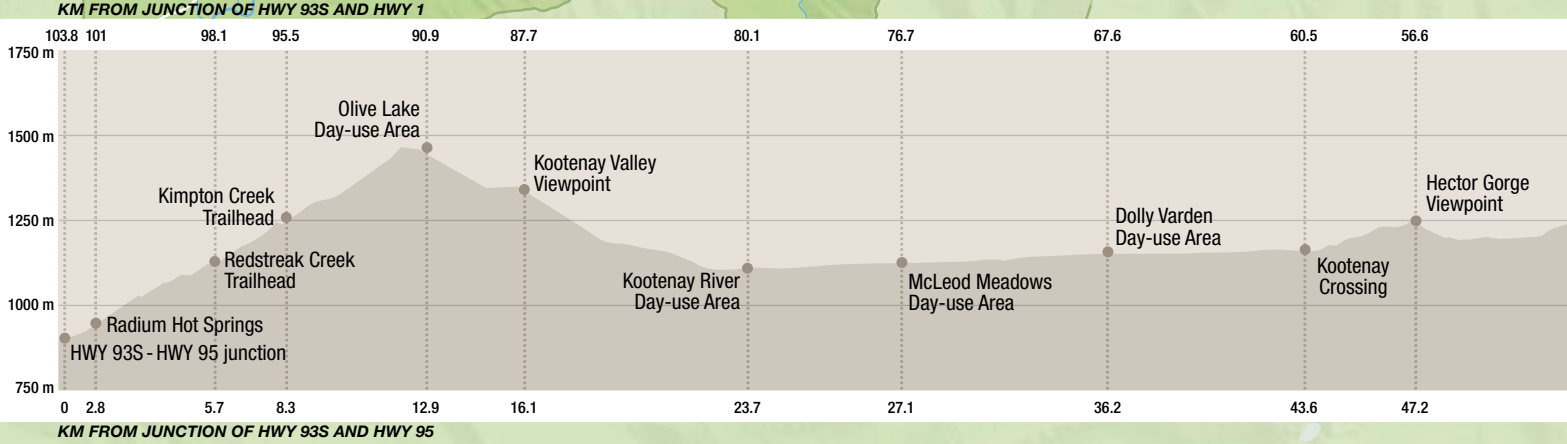 KM FROM JUNCTION OF HWY 93S AND HWY 1
103.8 101 98.1 95.5 90.9 87.7 80.1 76.7 67.6 60.5 56.6
1750 m
1500 m
1250 m
1000 m
750 m
Olive Lake
Day-use Area
Kootenay Valley
Viewpoint
Kimpton Creek
Trailhead
Hector Gorge
Viewpoint
Dolly Varden
Day-use Area
Redstreak Creek
Trailhead
Kootenay River
Day-use Area
McLeod Meadows
Day-use Area
Kootenay
Crossing
Radium Hot Springs
HWY 93S - HWY 95 junction
0 2.8 5.7 8.3 12.9 16.1 23.7 27.1 36.2 43.6 47.2
KM FROM JUNCTION OF HWY 93S AND HWY 95